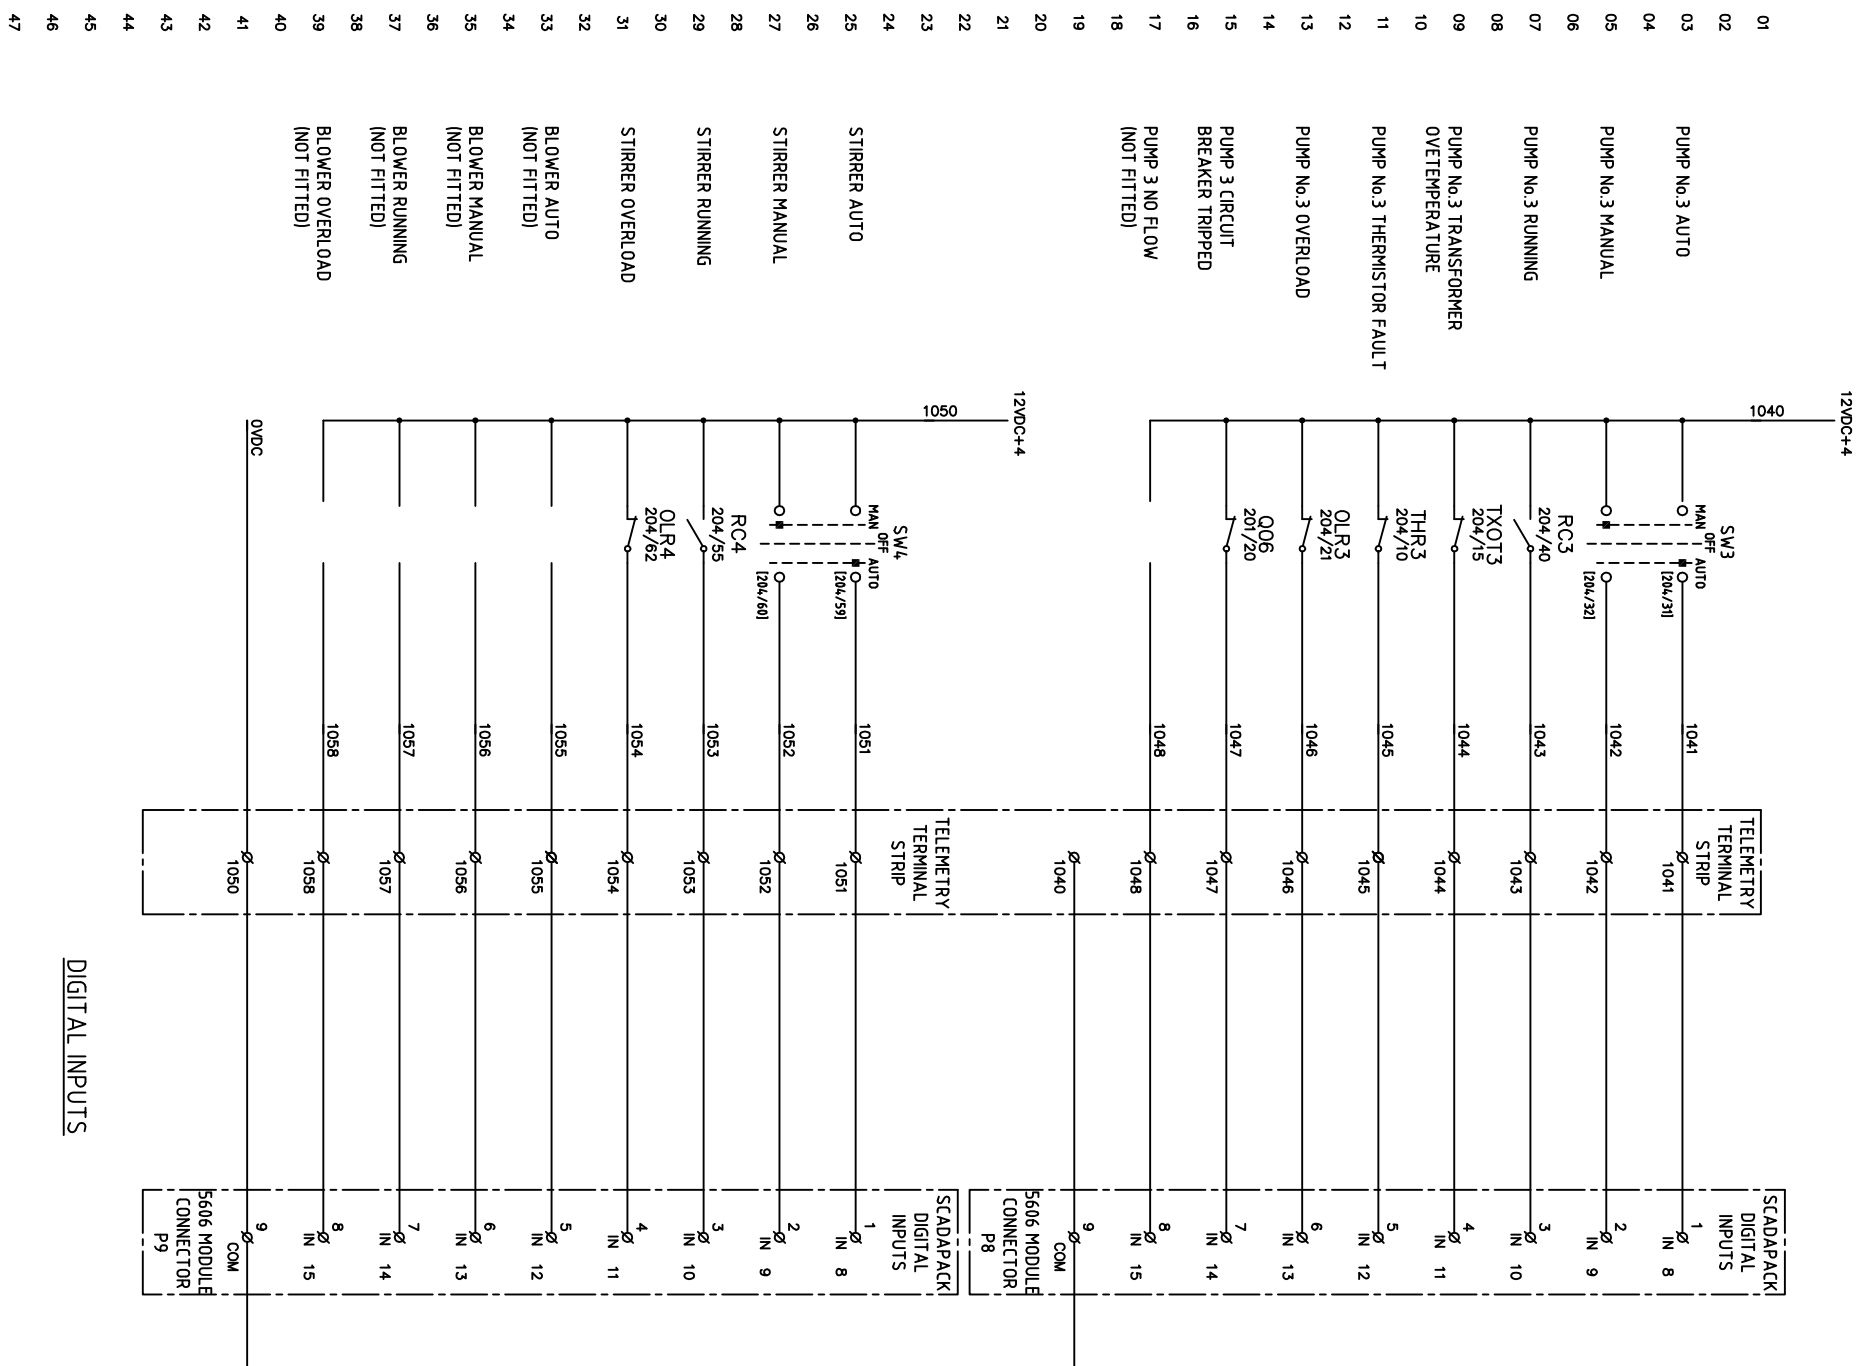 01
02
03
04
05
06
07
08
09
10
11
12
13
14
15
16
17
18
19
20
21
22
23
24
25
26
27
28
29
30
31
32
33
34
35
36
37
38
39
40
41
42
43
44
45
46
47
PUMP No.3 AUTO
PUMP No.3 MANUAL
PUMP No.3 RUNNING
PUMP No.3 TRANSFORMER
OVETEMPERATURE
PUMP No.3 THERMISTOR FAULT
PUMP No.3 OVERLOAD
PUMP 3 CIRCUIT
BREAKER TRIPPED
PUMP 3 NO FLOW
(NOT FITTED)
STIRRER AUTO
STIRRER MANUAL
STIRRER RUNNING
STIRRER OVERLOAD
BLOWER AUTO
(NOT FITTED)
BLOWER MANUAL
(NOT FITTED)
BLOWER RUNNING
(NOT FITTED)
BLOWER OVERLOAD
(NOT FITTED)
12VDC+4
1040
SW3
MAN
OFF
AUTO
[204/31]
[204/32]
RC3
204/40
TXOT3
204/15
THR3
204/10
OLR3
204/21
Q06
201/20
12VDC+4
1050
SW4
MAN
OFF
AUTO
[204/59]
[204/60]
RC4
204/55
OLR4
204/62
0VDC
1041
1042
1043
1044
1045
1046
1047
1048
1051
1052
1053
1054
1055
1056
1057
1058
TELEMETRY
TERMINAL
STRIP
1041
1042
1043
1044
1045
1046
1047
1048
1040
TELEMETRY
TERMINAL
STRIP
1051
1052
1053
1054
1055
1056
1057
1058
1050
DIGITAL INPUTS
SCADAPACK
DIGITAL
INPUTS
1 IN 8
2 IN 9
3 IN 10
4 IN 11
5 IN 12
6 IN 13
7 IN 14
8 IN 15
9 COM
5606 MODULE
CONNECTOR
P8
SCADAPACK
DIGITAL
INPUTS
1 IN 8
2 IN 9
3 IN 10
4 IN 11
5 IN 12
6 IN 13
7 IN 14
8 IN 15
9 COM
5606 MODULE
CONNECTOR
P9